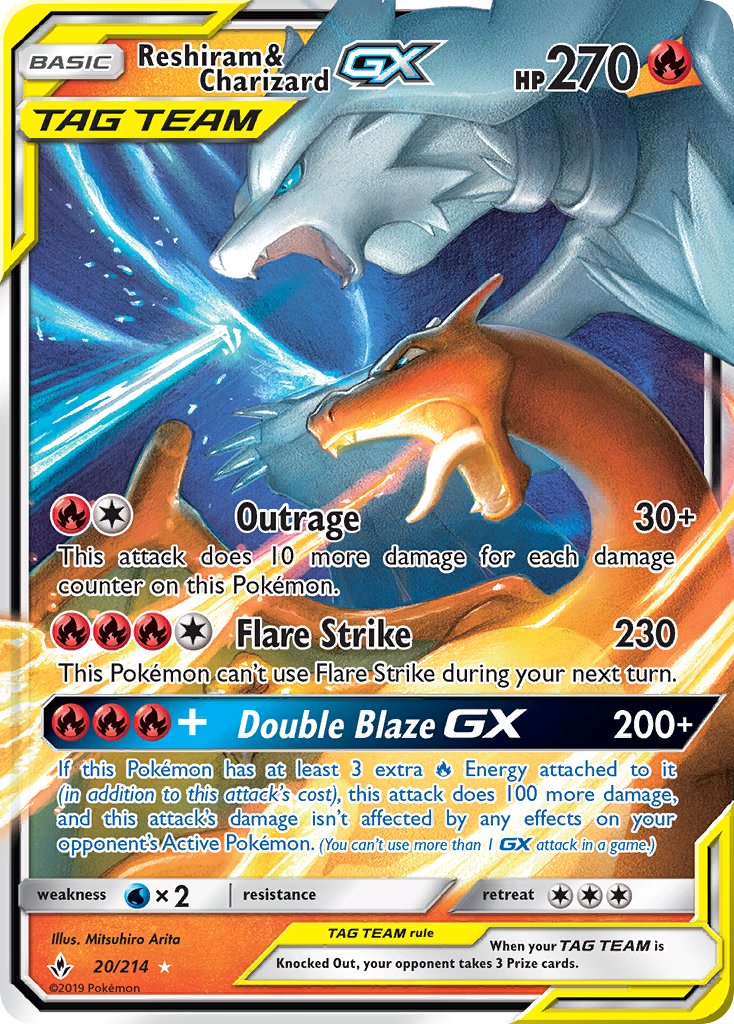 BASIC
Reshiram &
Charizard GX
HP 270
TAG TEAM
Outrage 30+
This attack does 10 more damage for each damage
counter on this Pokémon.
Flare Strike 230
This Pokémon can't use Flare Strike during your next turn.
+ Double Blaze GX 200+
If this Pokémon has at least 3 extra Energy attached to it
(in addition to this attack's cost), this attack does 100 more damage,
and this attack's damage isn't affected by any effects on your
opponent's Active Pokémon. (You can't use more than 1 GX attack in a game.)
weakness × 2 resistance retreat
Illus. Mitsuhiro Arita
TAG TEAM rule
When your TAG TEAM is
Knocked Out, your opponent takes 3 Prize cards.
20/214
©2019 Pokémon